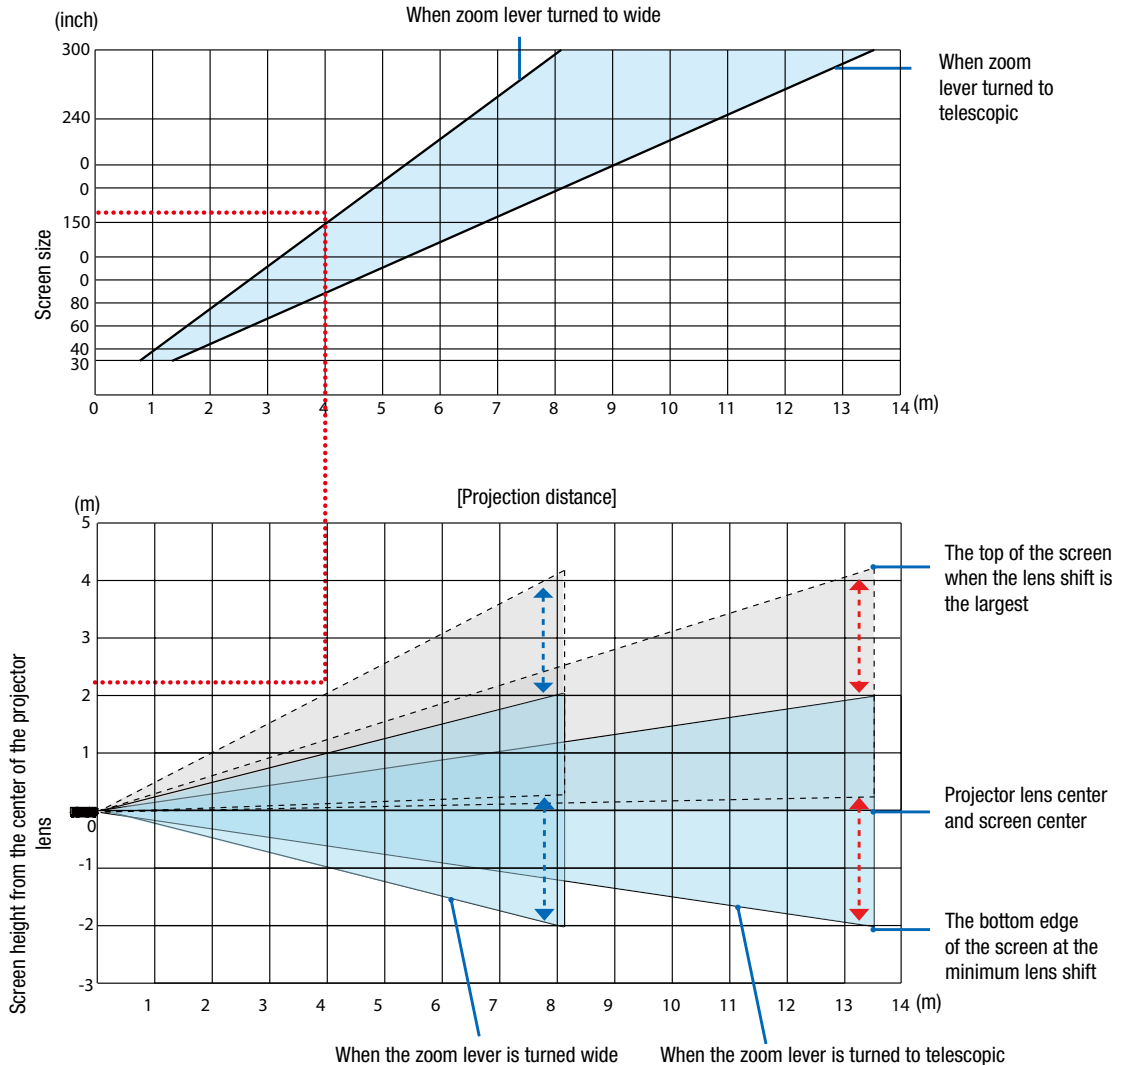 (inch)
When zoom lever turned to wide
300
240
0
0
150
0
0
80
60
40
30
Screen size
When zoom
lever turned to
telescopic
0 1 2 3 4 5 6 7 8 9 10 11 12 13 14 (m)
[Projection distance]
(m)
5
4
3
2
1
0
-1
-2
-3
Screen height from the center of the projector
lens
The top of the screen
when the lens shift is
the largest
Projector lens center
and screen center
The bottom edge
of the screen at the
minimum lens shift
1 2 3 4 5 6 7 8 9 10 11 12 13 14 (m)
When the zoom lever is turned wide
When the zoom lever is turned to telescopic